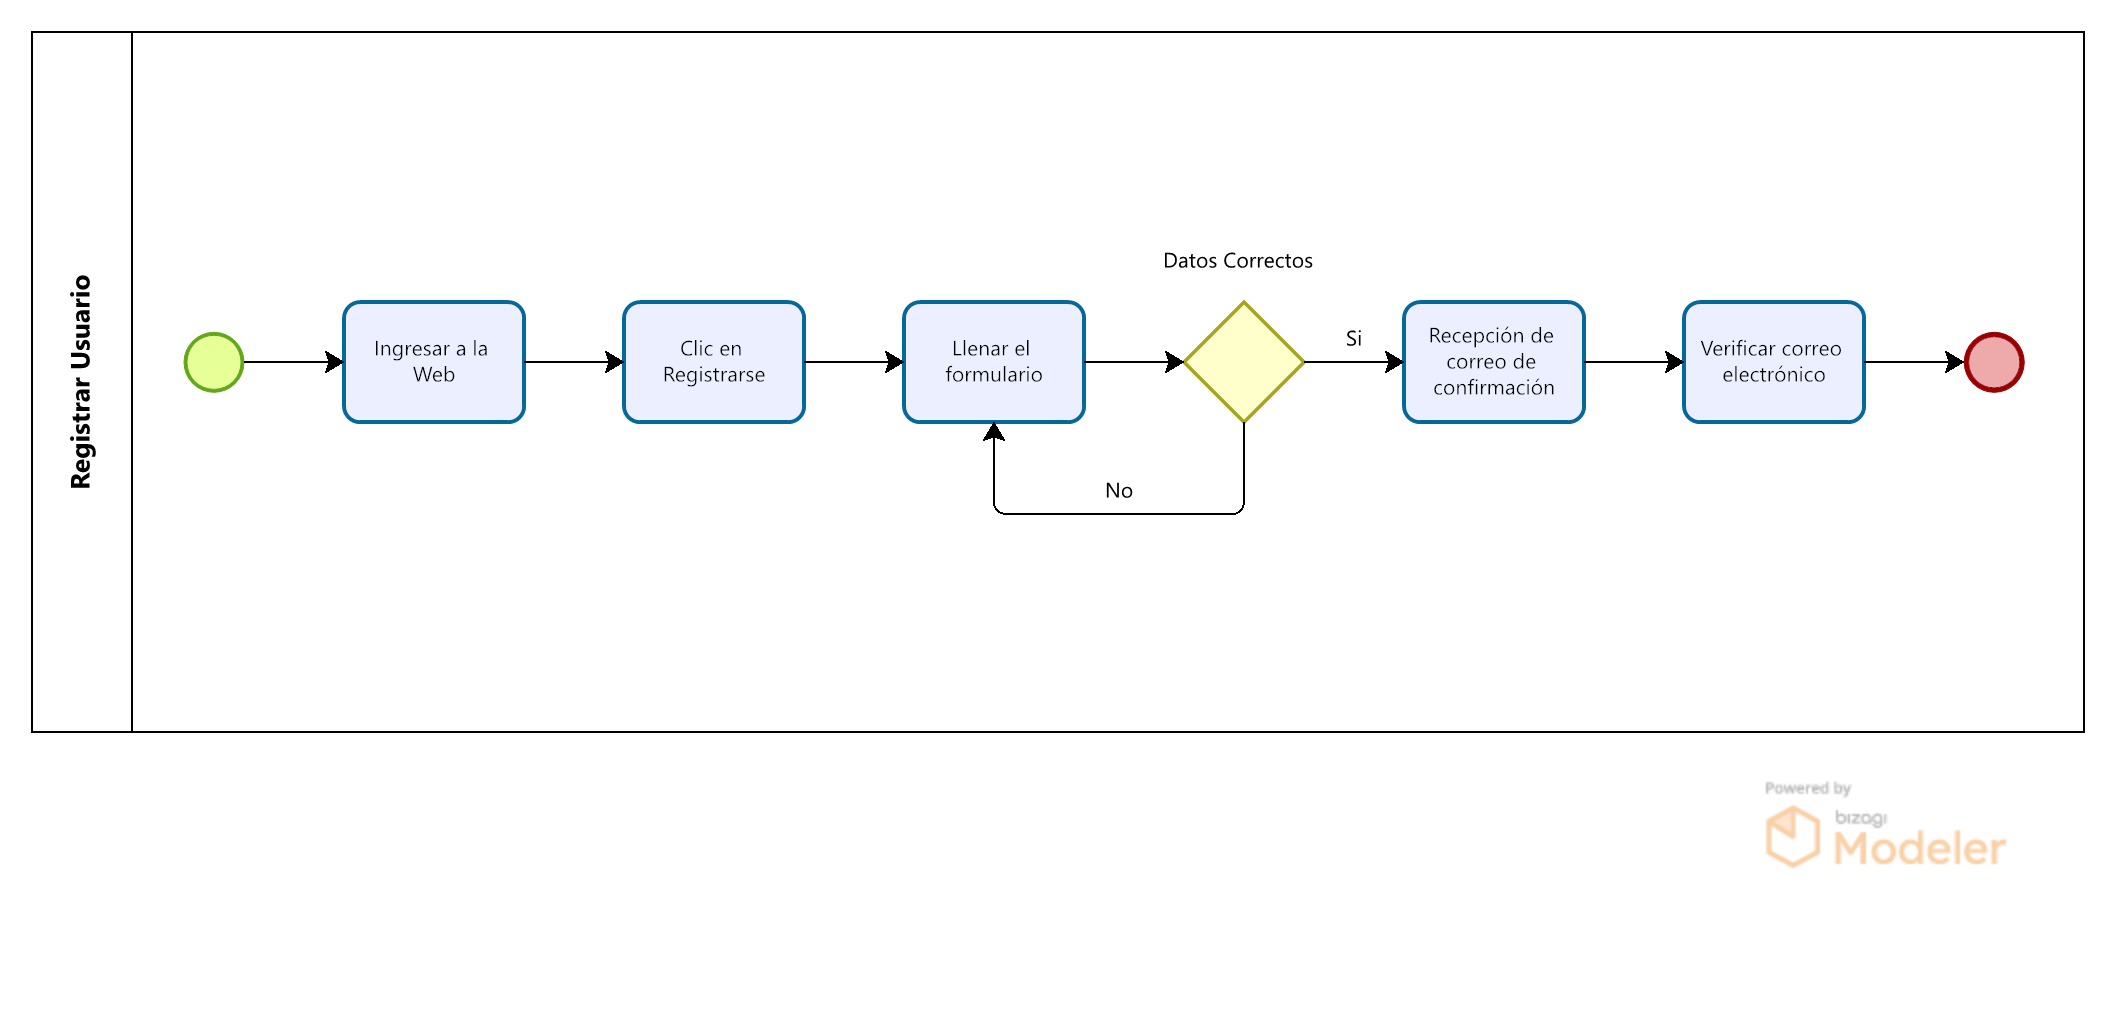 Registrar Usuario
Ingresar a la
Web
Clic en
Registrarse
Llenar el
formulario
Datos Correctos
Si
No
Recepción de
correo de
confirmación
Verificar correo
electrónico
Powered by
bizagi
Modeler